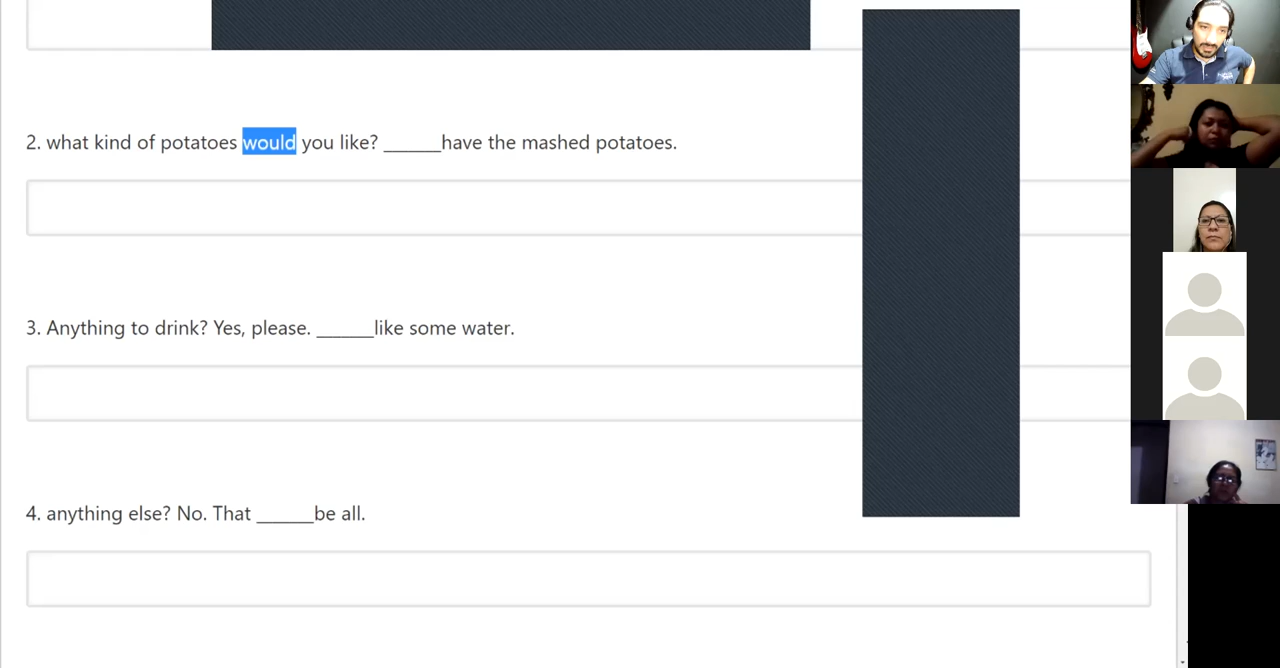 2. what kind of potatoes would you like? ______have the mashed potatoes.
3. Anything to drink? Yes, please. ______like some water.
4. anything else? No. That ______be all.